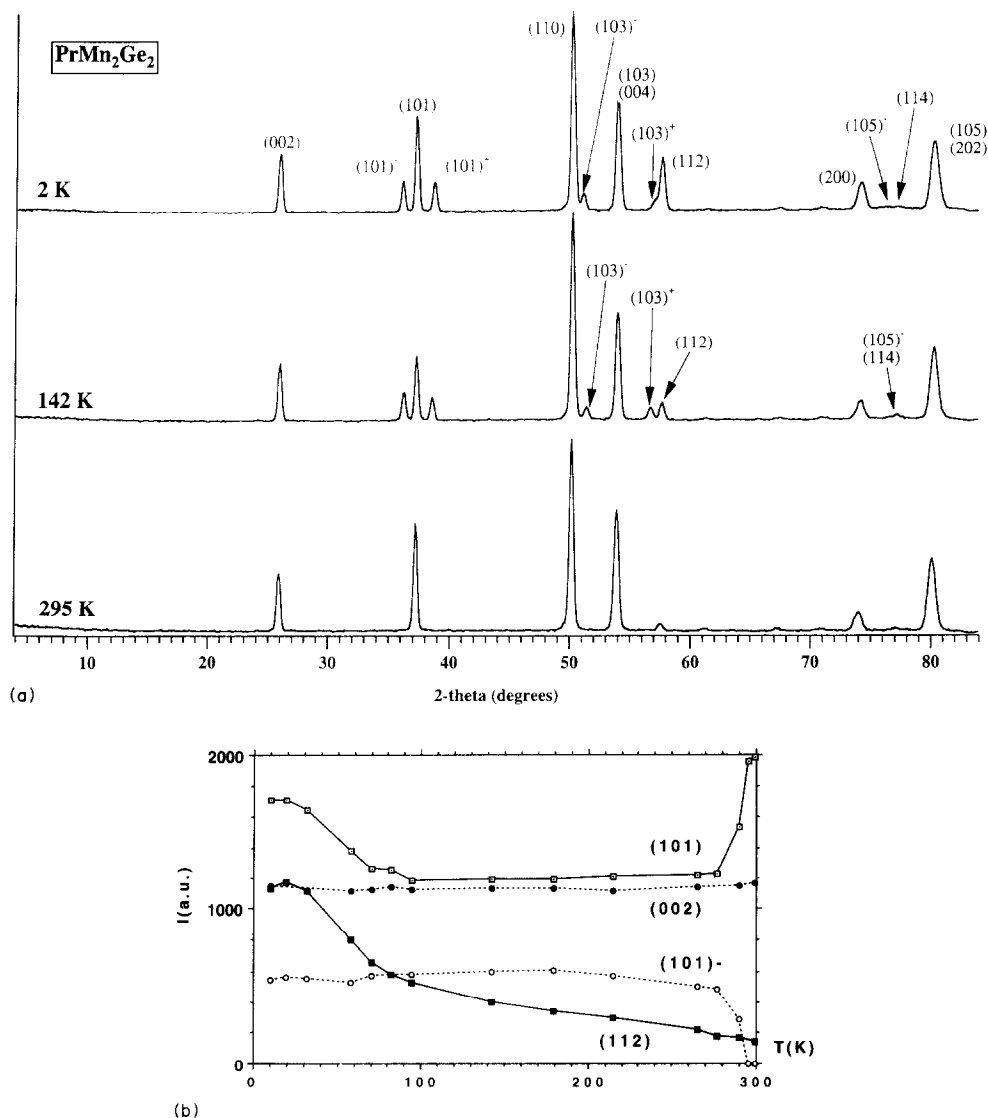 PrMn₂Ge₂
(110)
(103)⁻
(002)
(101)⁻
(101)
(101)⁺
(103)
(004)
(103)⁺
(112)
(200)
(105)⁻
(114)
(105)
(202)
2 K
(103)⁻
(103)⁺
(112)
(105)⁻
(114)
142 K
295 K
10 20 30 40 50 60 70 80
2-theta (degrees)
(a)
2000
1000
0
I(a.u.)
(101)
(002)
(101)-
(112)
T(K)
0 100 200 300
(b)